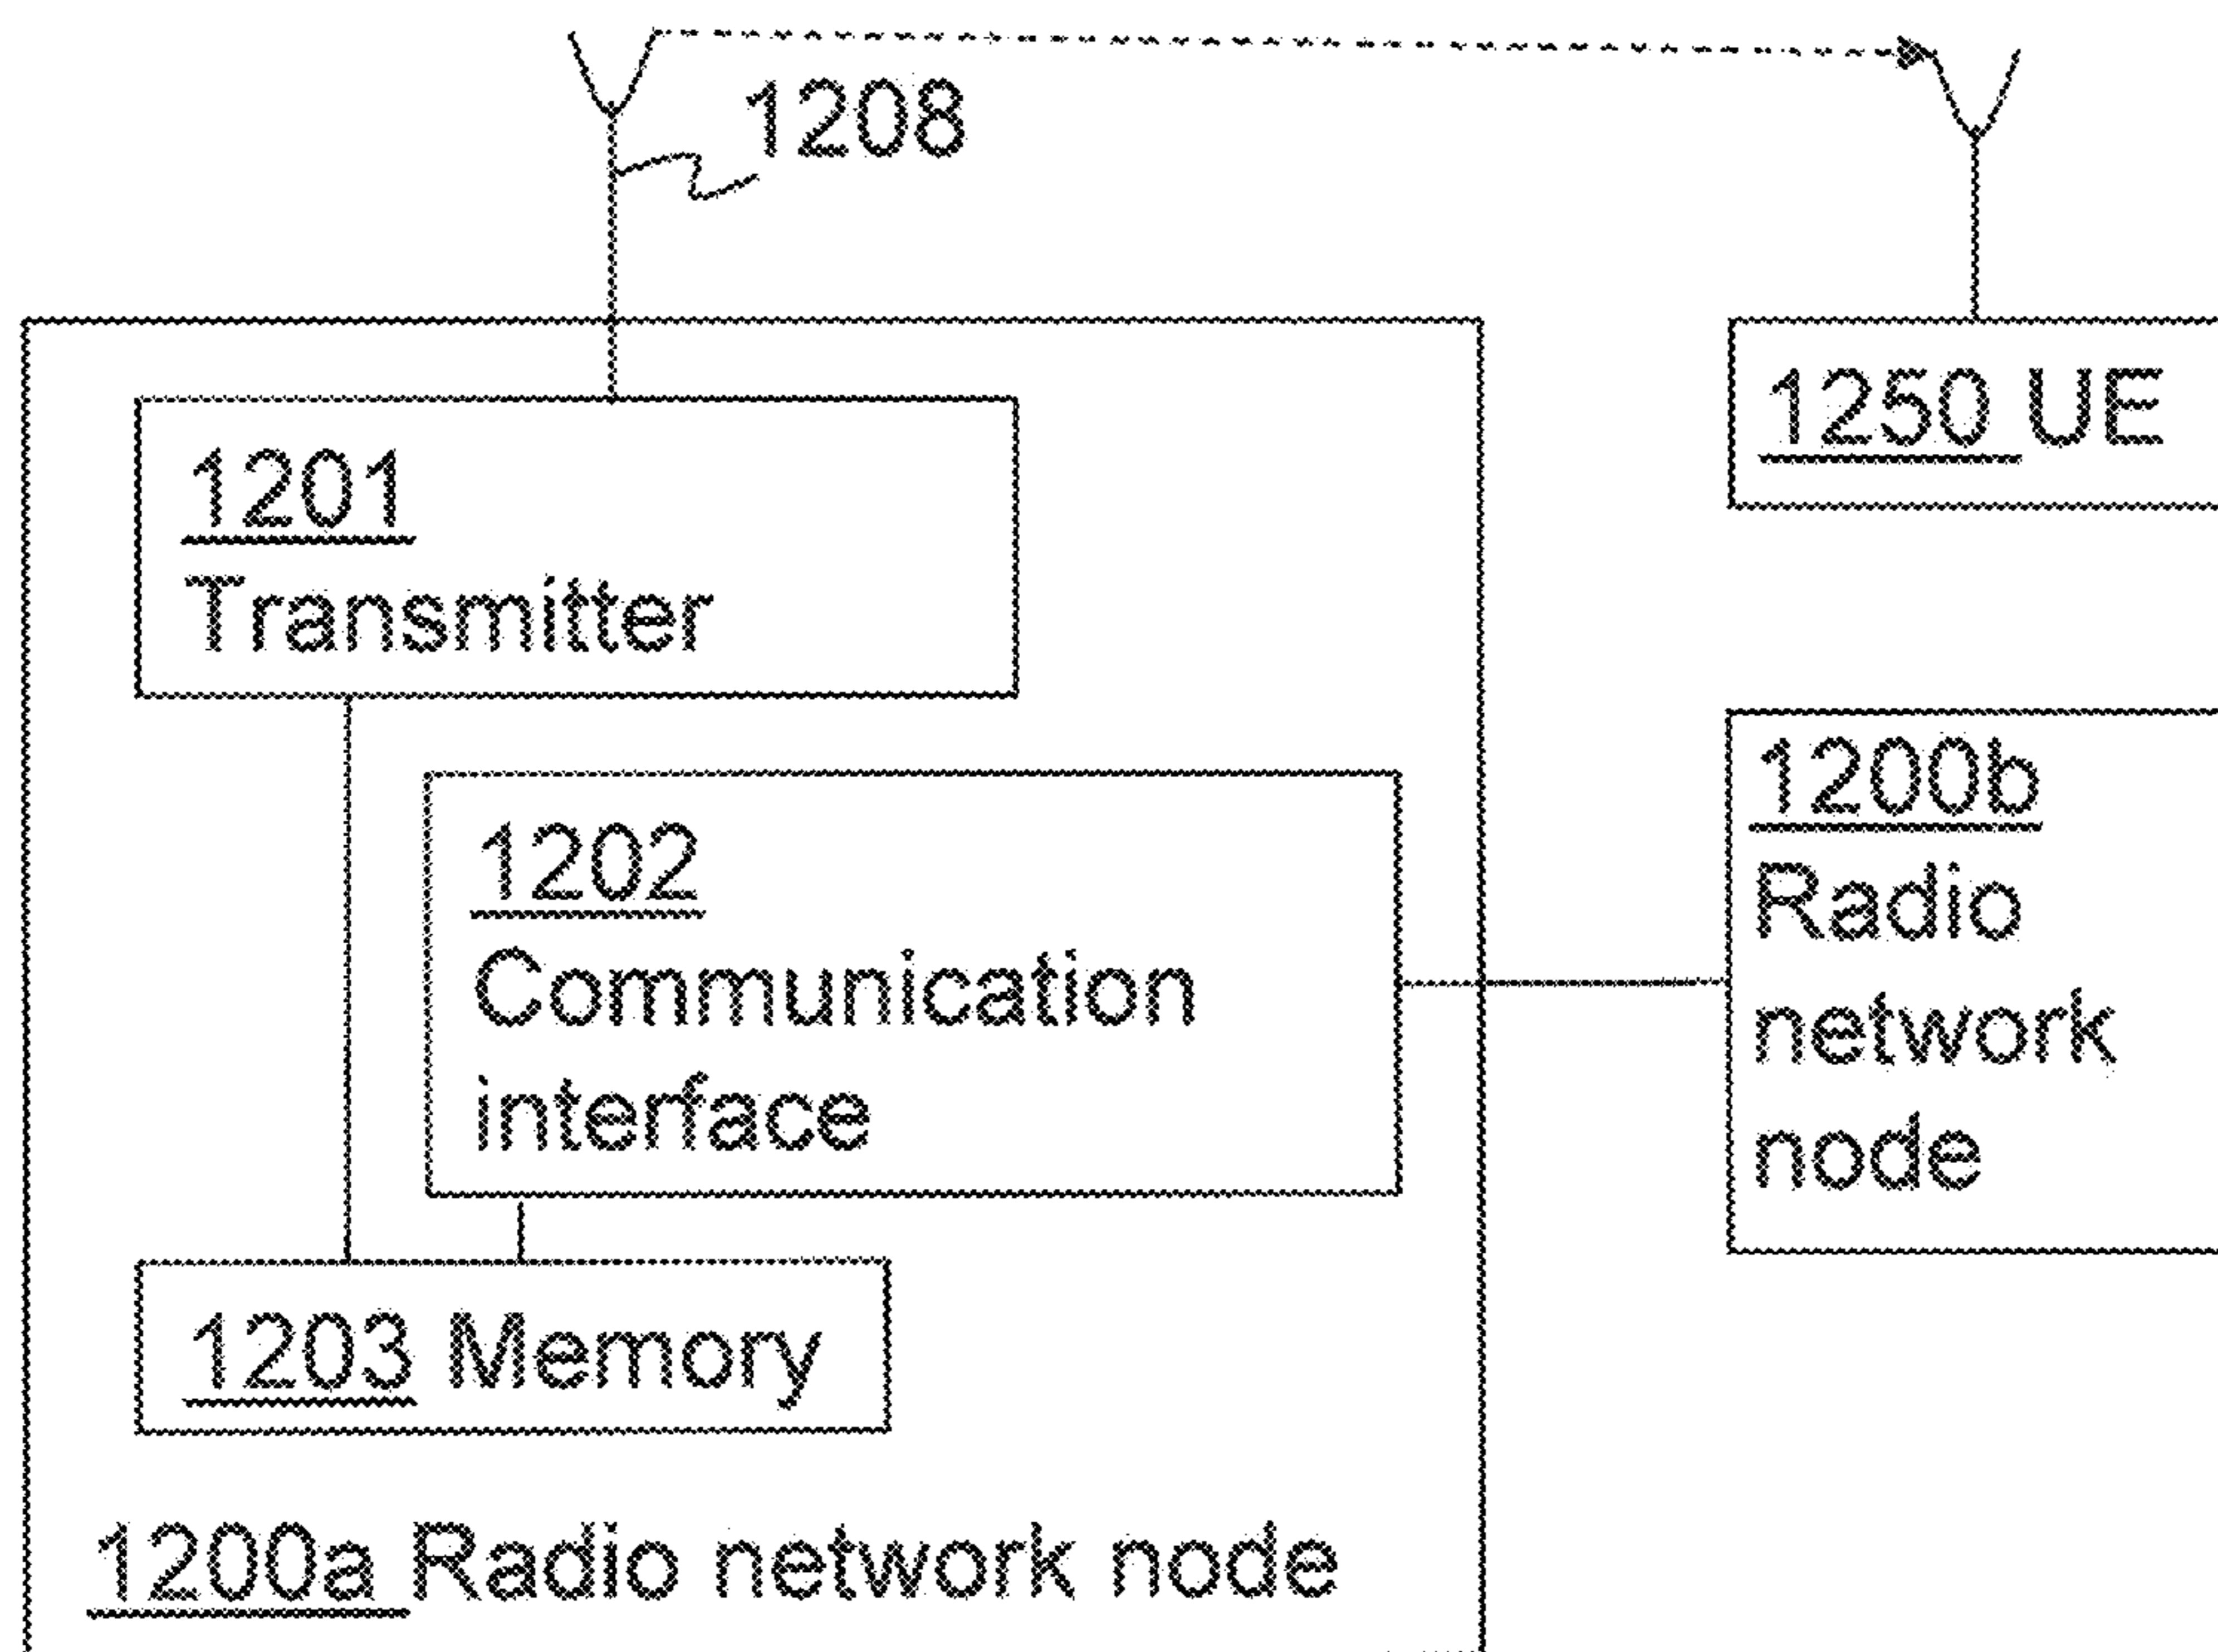 1208
1250 UE
1201
Transmitter
1202
Communication
interface
1200b
Radio
network
node
1203 Memory
1200a Radio network node